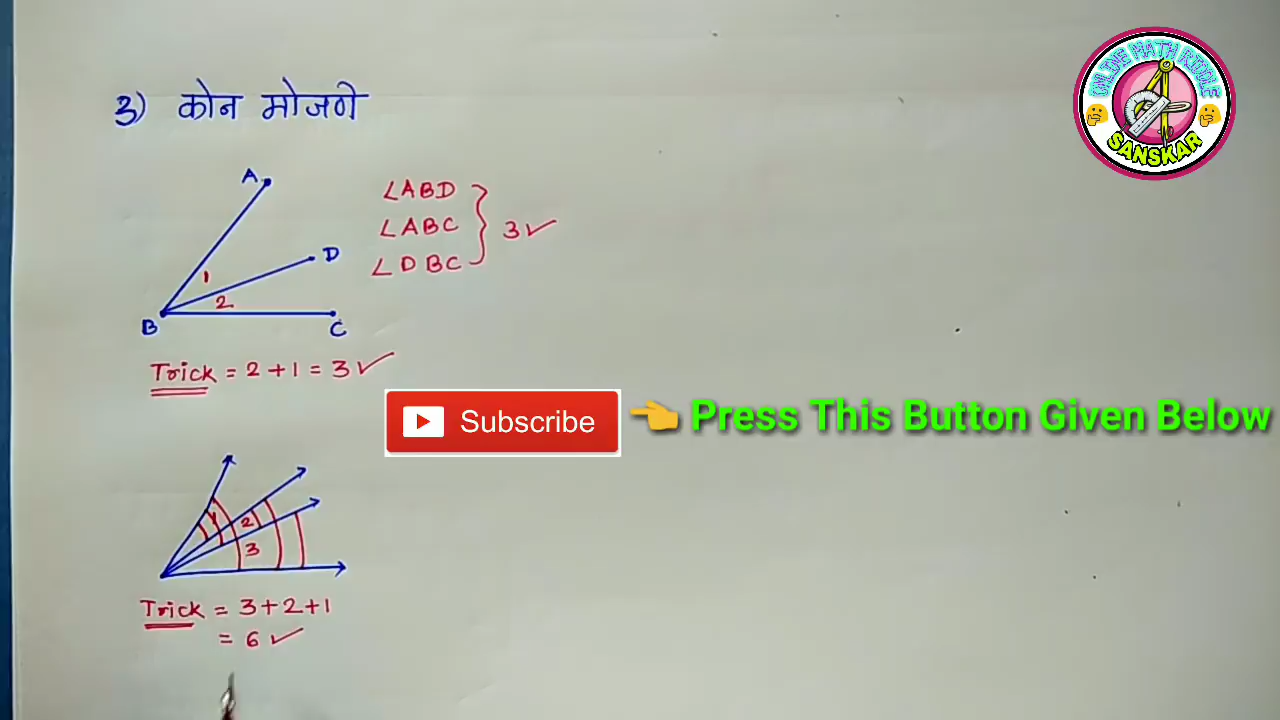 3) कोन मोजणे
A
D
B
C
1
2
∠ABD
∠ABC
∠DBC
3✓
Trick = 2+1 = 3✓
Subscribe
👈 Press This Button Given Below
1
2
3
Trick = 3+2+1
= 6✓
ONLINE MATH RIDDLE
SANSKAR